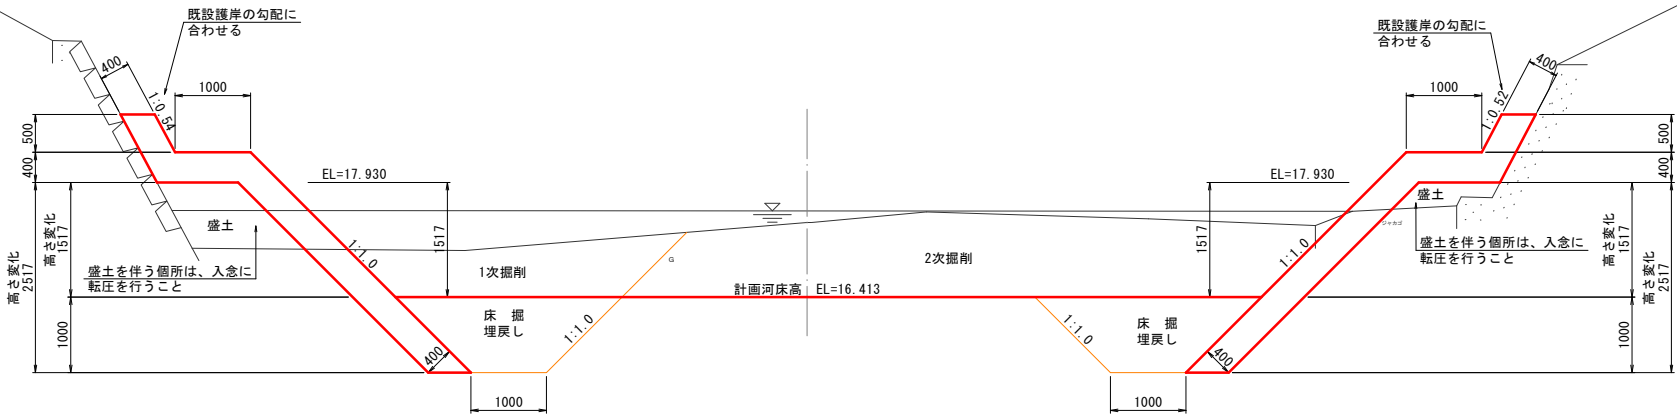 既設護岸の勾配に
合わせる
既設護岸の勾配に
合わせる
400
1:0.54
1000
1000
1:0.52
400
500
400
500
400
EL=17.930
EL=17.930
盛土
盛土
高さ変化
2517
高さ変化
1517
1:1.0
1517
1517
1:1.0
ジャカゴ
高さ変化
1517
高さ変化
2517
盛土を伴う個所は、入念に
転圧を行うこと
盛土を伴う個所は、入念に
転圧を行うこと
1次掘削
G
2次掘削
計画河床高 EL=16.413
1000
床 掘
埋戻し
1:1.0
1:1.0
床 掘
埋戻し
1000
400
400
1000
1000